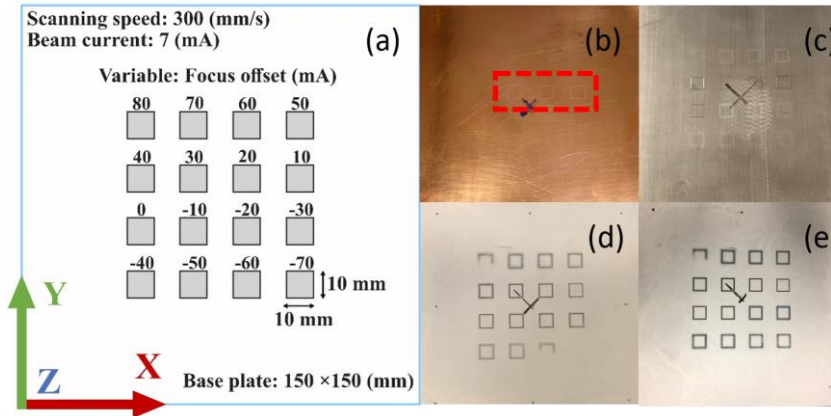 Scanning speed: 300 (mm/s)
Beam current: 7 (mA)
(a)
Variable: Focus offset (mA)
80 70 60 50
40 30 20 10
0 -10 -20 -30
-40 -50 -60 -70
10 mm
10 mm
Y
Z
X
Base plate: 150 ×150 (mm)
(b)
(c)
(d)
(e)